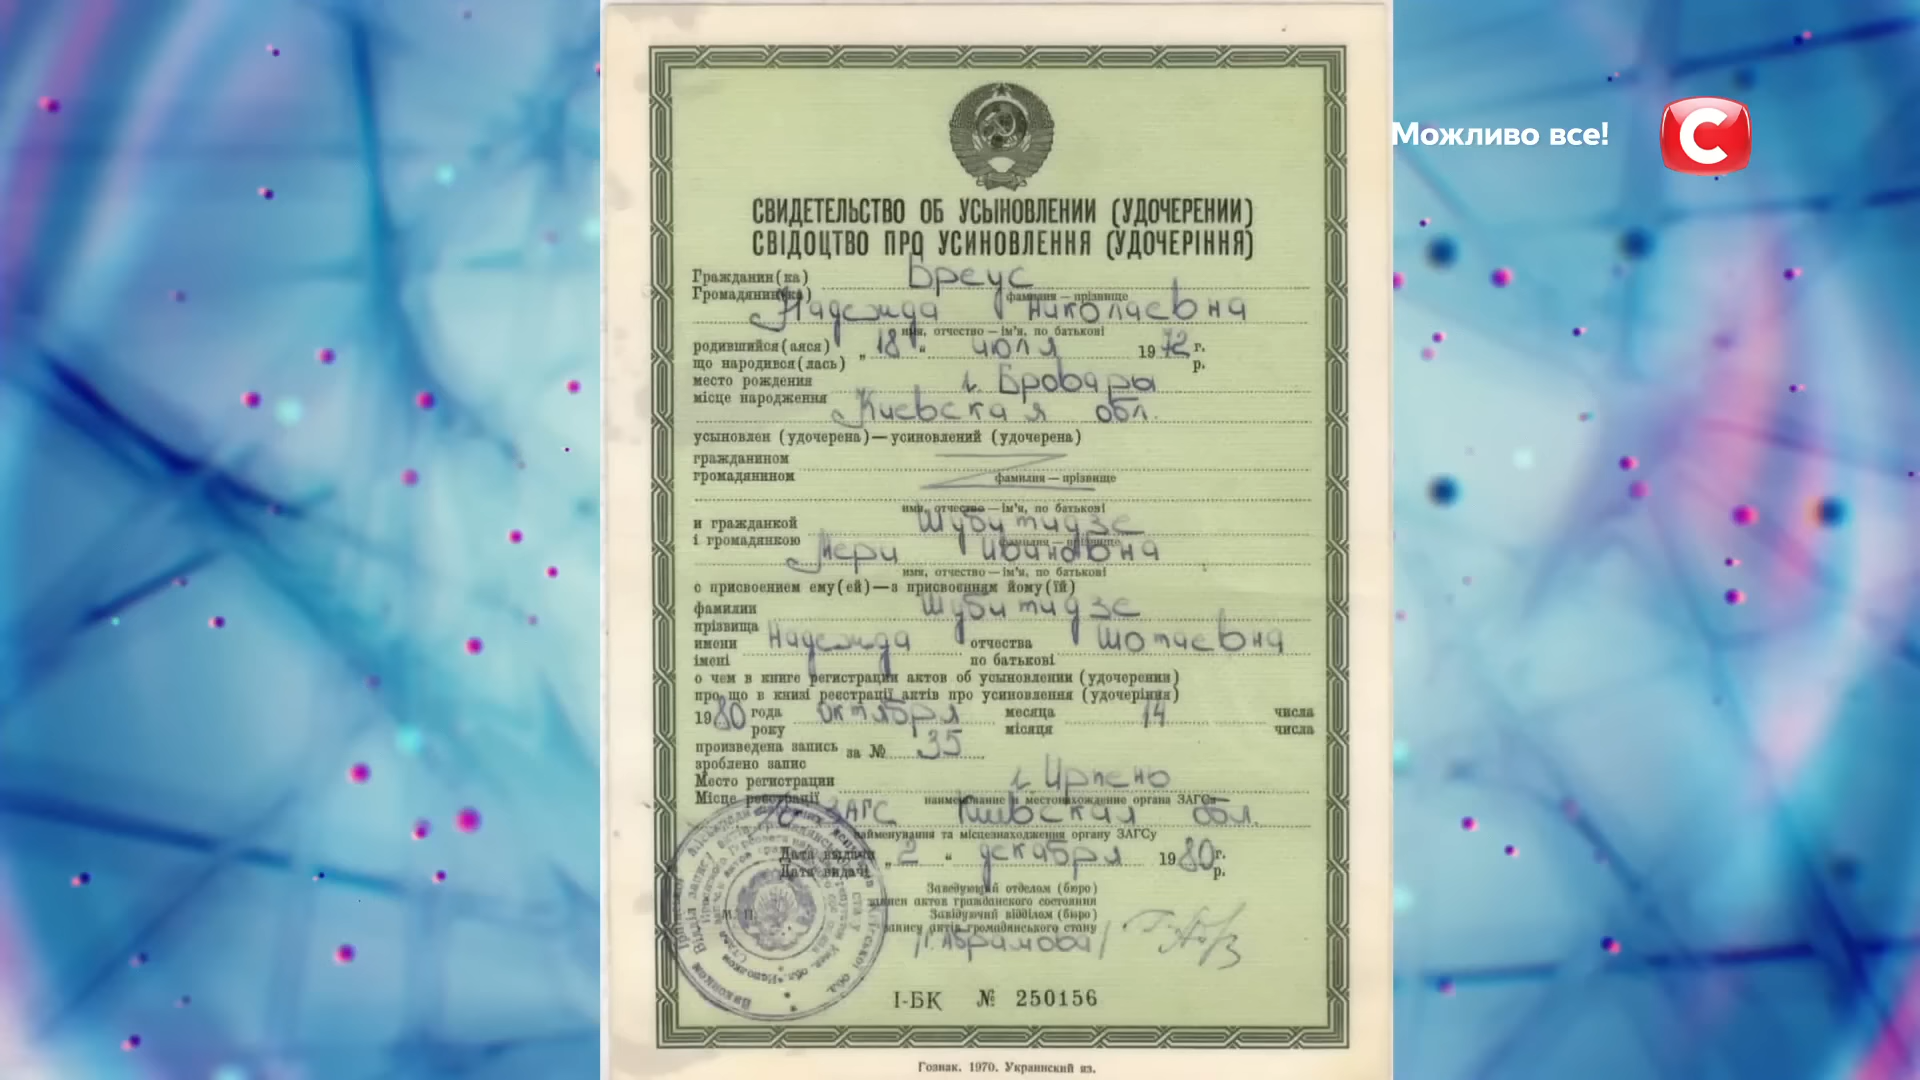 Можливо все!
СВИДЕТЕЛЬСТВО ОБ УСЫНОВЛЕНИИ (УДОЧЕРЕНИИ)
СВІДОЦТВО ПРО УСИНОВЛЕННЯ (УДОЧЕРІННЯ)
Гражданин(ка) Бреус
Громадянин(ка) фамилия — прізвище
Надежда Николаевна
имя, отчество — ім'я, по батькові
родившийся(аяся) „ 18 “ июля 19 72 г.
що народився(лась) р.
место рождения г. Бровары
місце народження
Киевская обл.
усыновлен (удочерена) — усиновлений (удочерена)
гражданином
громадянином фамилия — прізвище
имя, отчество — ім'я, по батькові
и гражданкой Шубитидзе
і громадянкою фамилия — прізвище
Мери Ивановна
имя, отчество — ім'я, по батькові
с присвоением ему(ей) — з присвоєнням йому(їй)
фамилии Шубитидзе
прізвища
имени Надежда отчества Шотаевна
імені по батькові
о чем в книге регистрации актов об усыновлении (удочерении)
про що в книзі реєстрації актів про усиновлення (удочеріння)
19 80 года октября месяца 14 числа
року місяця числа
произведена запись за № 35
зроблено запис
Место регистрации г. Ирпень
Місце реєстрації наименование и местонахождение органа ЗАГСа
ЗАГС Киевская обл.
найменування та місцезнаходження органу ЗАГСу
Дата выдачи „ 2 “ декабря 19 80 г.
Дата видачі р.
Заведующий отделом (бюро)
записи актов гражданского состояния
Завідуючий відділом (бюро)
запису актів громадянського стану
М. П.
/Г. Абрамова/
I-БК № 250156
Гознак. 1970. Украинский яз.